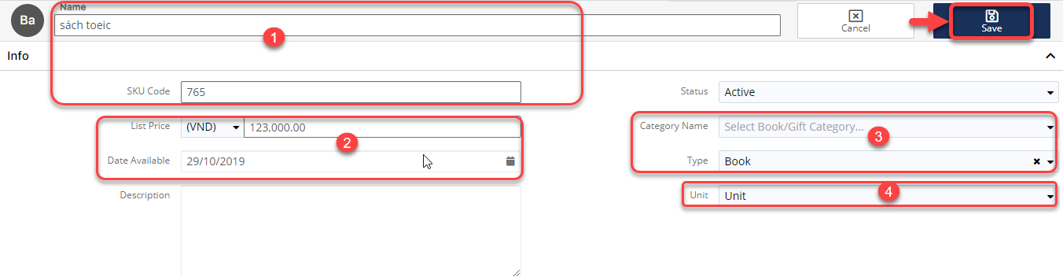 Ba
Name
sách toeic
1
Cancel
Save
Info
SKU Code
765
Status
Active
List Price
(VND)
123,000.00
2
Category Name
Select Book/Gift Category...
3
Date Available
29/10/2019
Type
Book
Unit
Unit
4
Description